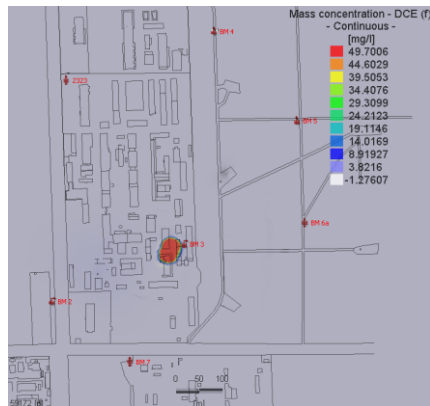 Mass concentration - DCE (f)
- Continuous -
[mg/l]
49.7006
44.6029
39.5053
34.4076
29.3099
24.2123
19.1146
14.0169
8.91927
3.8216
-1.27607
BM 4
2323
BM 5
BM 6a
BM 3
BM 2
BM 7
0 50 100
[m]